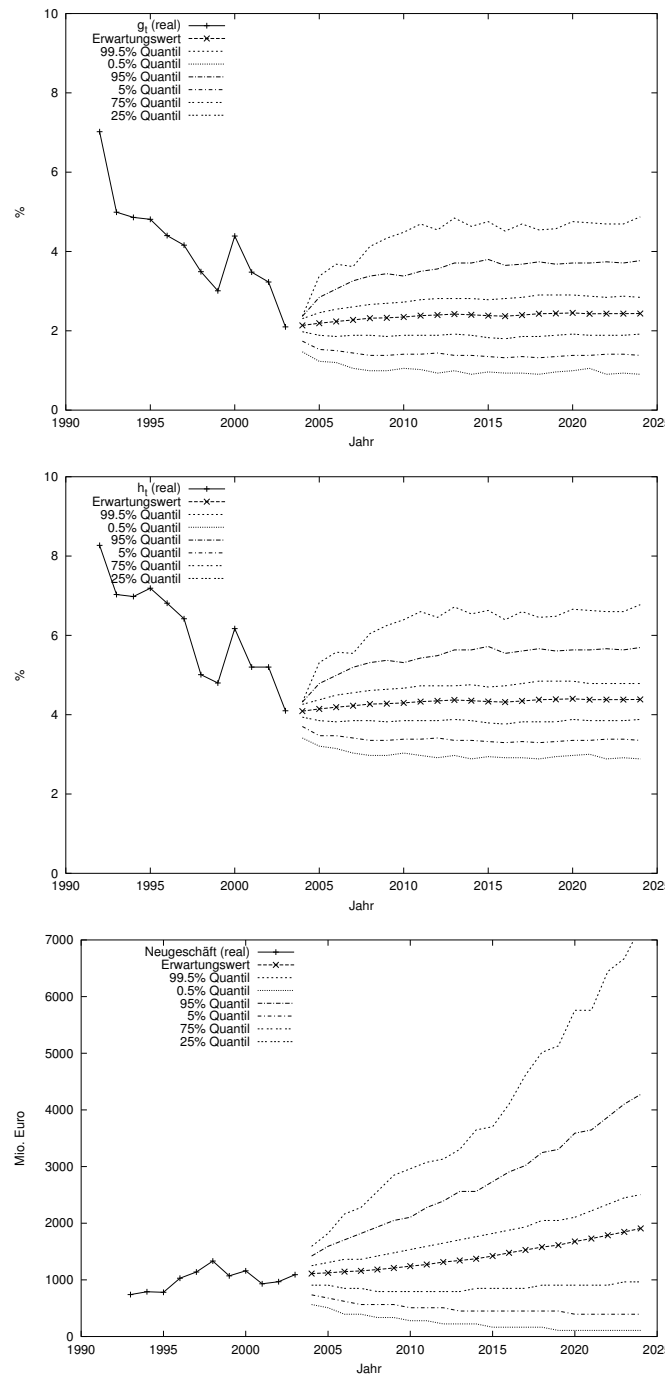 10
8
6
4
2
0
%
g_t (real)
Erwartungswert
99.5% Quantil
0.5% Quantil
95% Quantil
5% Quantil
75% Quantil
25% Quantil
1990 1995 2000 2005 2010 2015 2020 2025
Jahr
10
8
6
4
2
0
%
h_t (real)
Erwartungswert
99.5% Quantil
0.5% Quantil
95% Quantil
5% Quantil
75% Quantil
25% Quantil
1990 1995 2000 2005 2010 2015 2020 2025
Jahr
7000
6000
5000
4000
3000
2000
1000
0
Mio. Euro
Neugeschäft (real)
Erwartungswert
99.5% Quantil
0.5% Quantil
95% Quantil
5% Quantil
75% Quantil
25% Quantil
1990 1995 2000 2005 2010 2015 2020 2025
Jahr